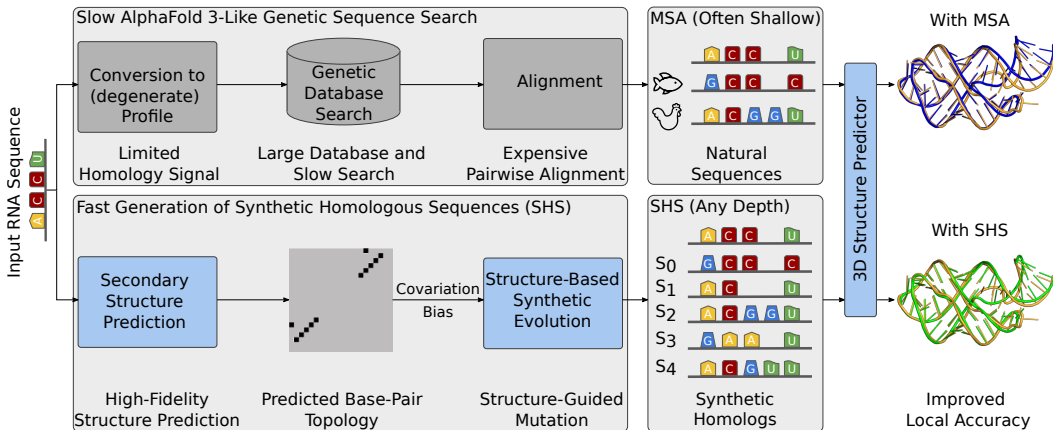 Slow AlphaFold 3-Like Genetic Sequence Search
Conversion to
(degenerate)
Profile
Genetic
Database
Search
Alignment
Limited
Homology Signal
Large Database and
Slow Search
Expensive
Pairwise Alignment
MSA (Often Shallow)
A C C U
G C C C
A C G G U
Natural
Sequences
Input RNA Sequence
A C C U
3D Structure Predictor
With MSA
Fast Generation of Synthetic Homologous Sequences (SHS)
Secondary
Structure
Prediction
Covariation
Bias
Structure-Based
Synthetic
Evolution
High-Fidelity
Structure Prediction
Predicted Base-Pair
Topology
Structure-Guided
Mutation
SHS (Any Depth)
A C C U
S0 G C C C
S1 A C U
S2 A C G G U
S3 G A A U
S4 A C G U U
Synthetic
Homologs
With SHS
Improved
Local Accuracy